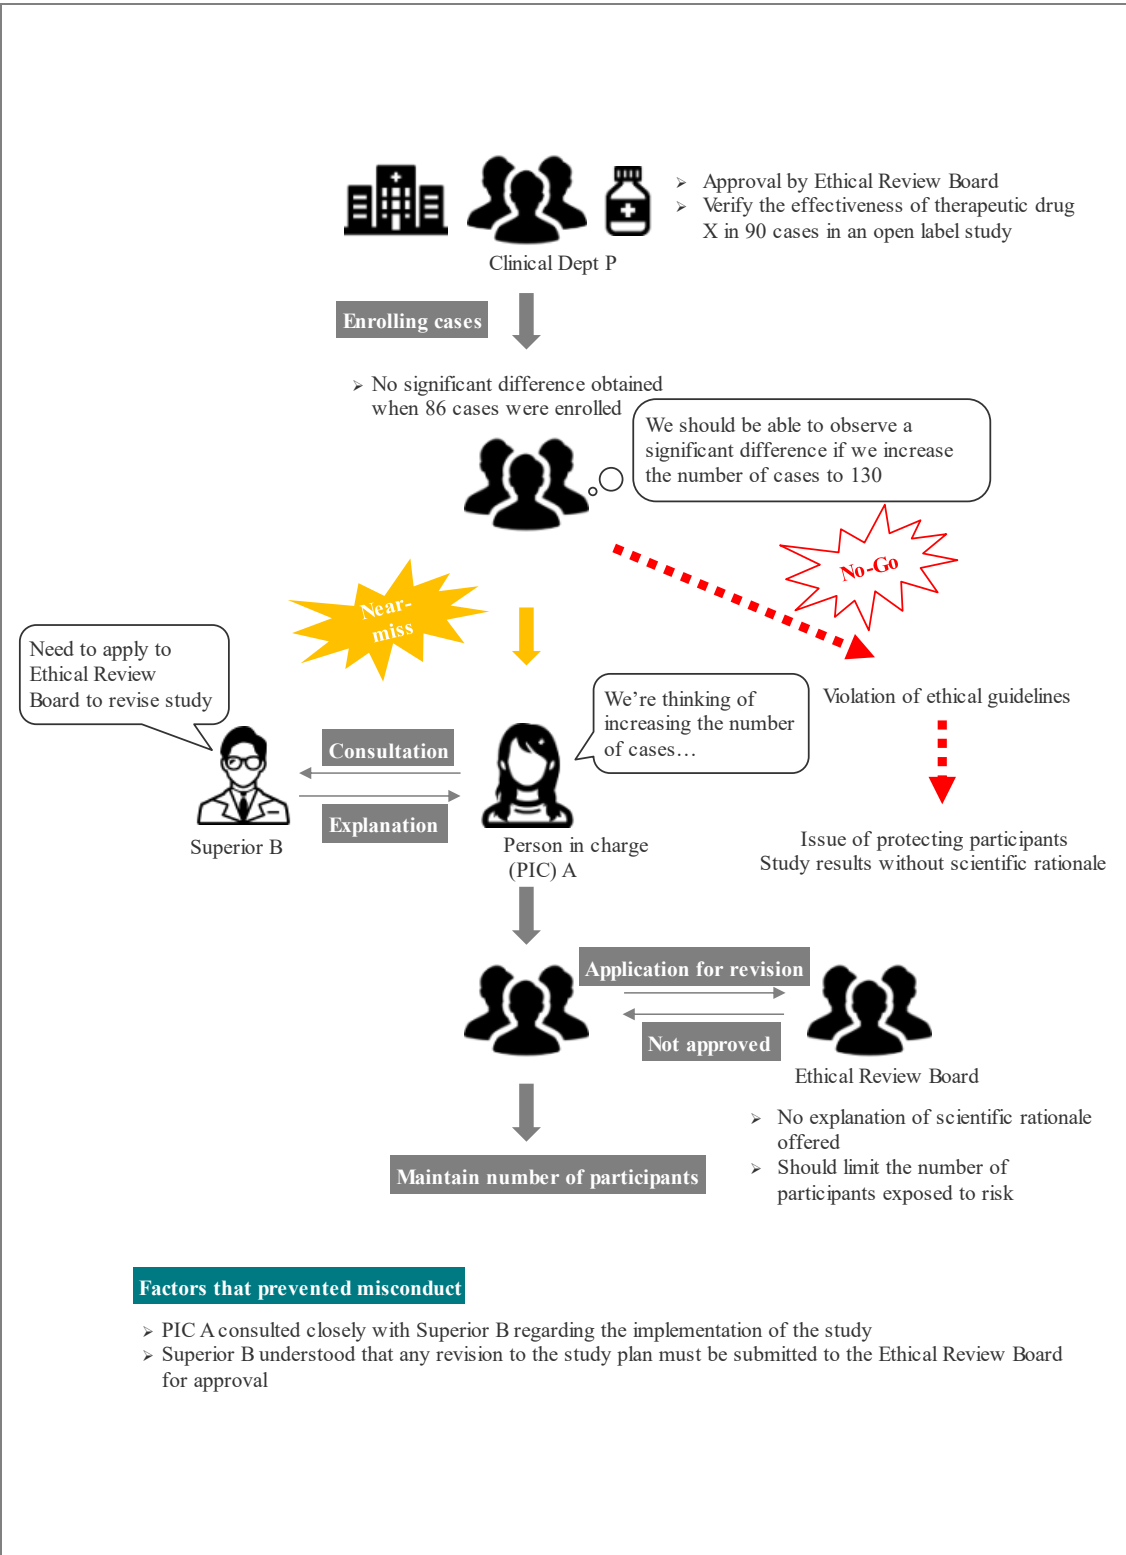 ➢ Approval by Ethical Review Board
➢ Verify the effectiveness of therapeutic drug
X in 90 cases in an open label study
Clinical Dept P
Enrolling cases
➢ No significant difference obtained
when 86 cases were enrolled
We should be able to observe a
significant difference if we increase
the number of cases to 130
No-Go
Near-
miss
Need to apply to
Ethical Review
Board to revise study
We’re thinking of
increasing the number
of cases…
Violation of ethical guidelines
Consultation
Explanation
Superior B
Person in charge
(PIC) A
Issue of protecting participants
Study results without scientific rationale
Application for revision
Not approved
Ethical Review Board
➢ No explanation of scientific rationale
offered
➢ Should limit the number of
participants exposed to risk
Maintain number of participants
Factors that prevented misconduct
➢ PIC A consulted closely with Superior B regarding the implementation of the study
➢ Superior B understood that any revision to the study plan must be submitted to the Ethical Review Board
for approval